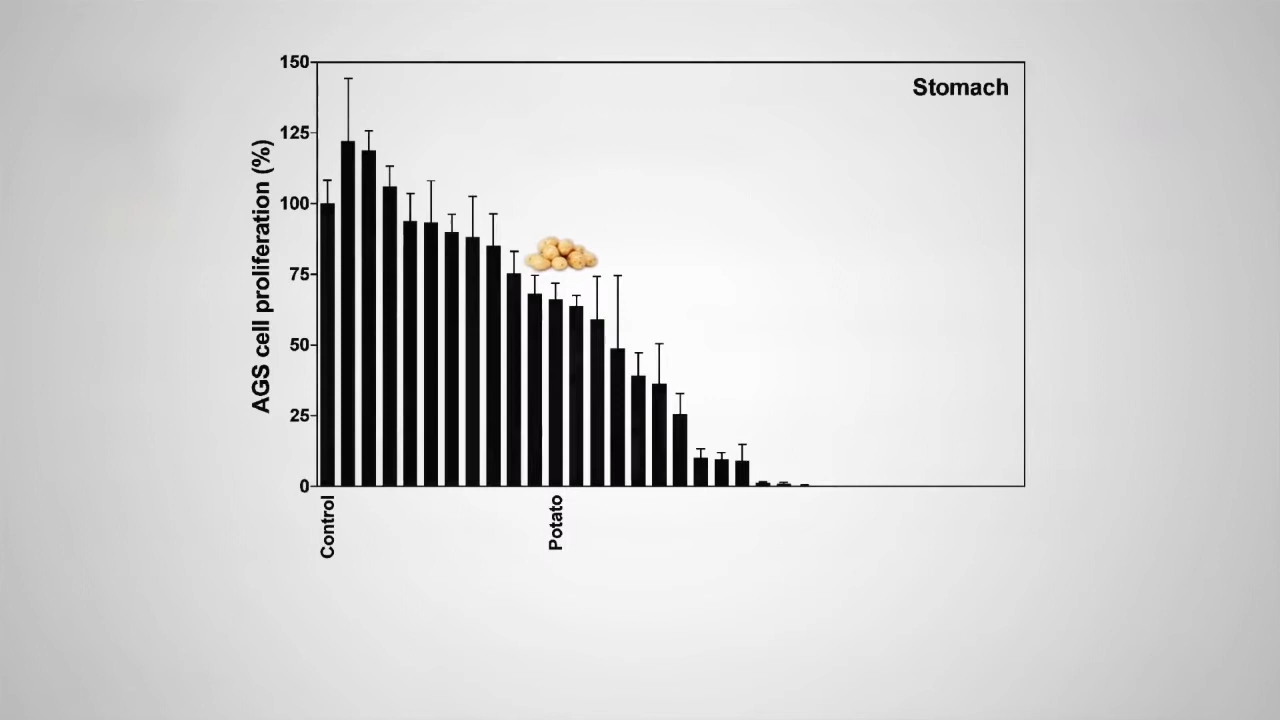 150
Stomach
125
100
75
50
25
0
AGS cell proliferation (%)
Control
Potato